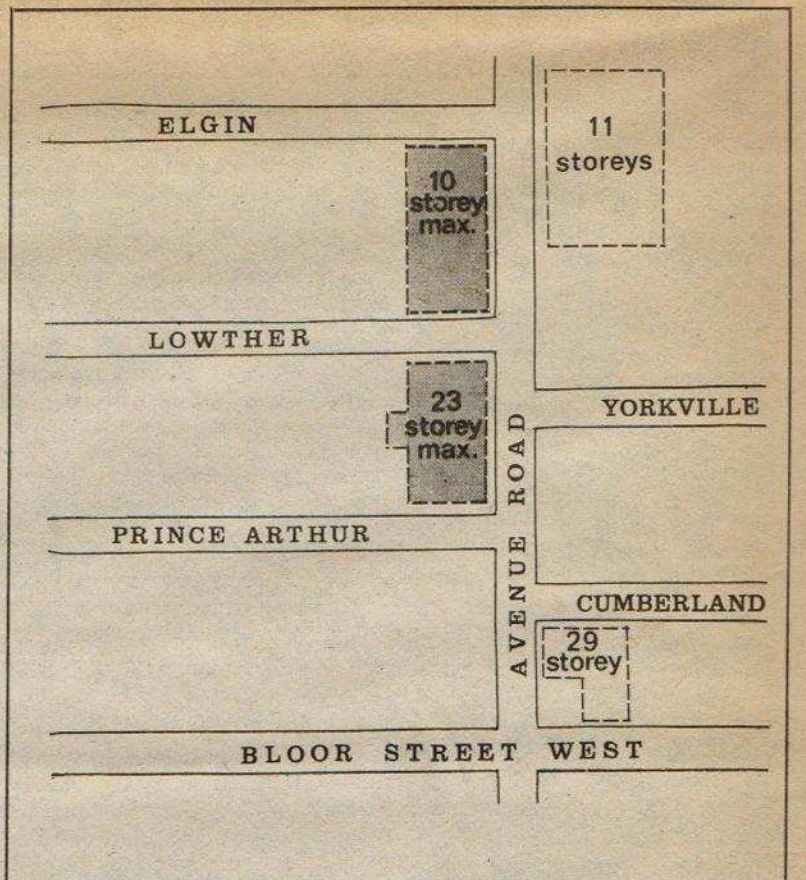 ELGIN
11
storeys
10
storey
max.
LOWTHER
23
storey
max.
YORKVILLE
AVENUE ROAD
PRINCE ARTHUR
CUMBERLAND
29
storey
BLOOR STREET WEST